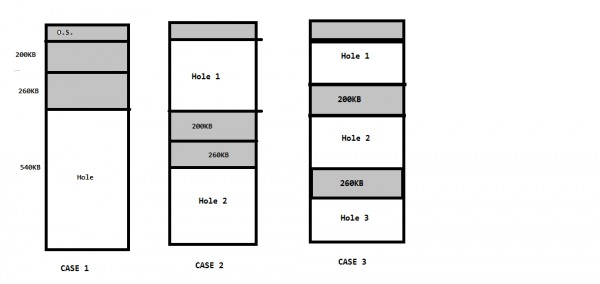 O.S.
200KB
260KB
540KB
Hole
CASE 1
Hole 1
200KB
260KB
Hole 2
CASE 2
Hole 1
200KB
Hole 2
260KB
Hole 3
CASE 3